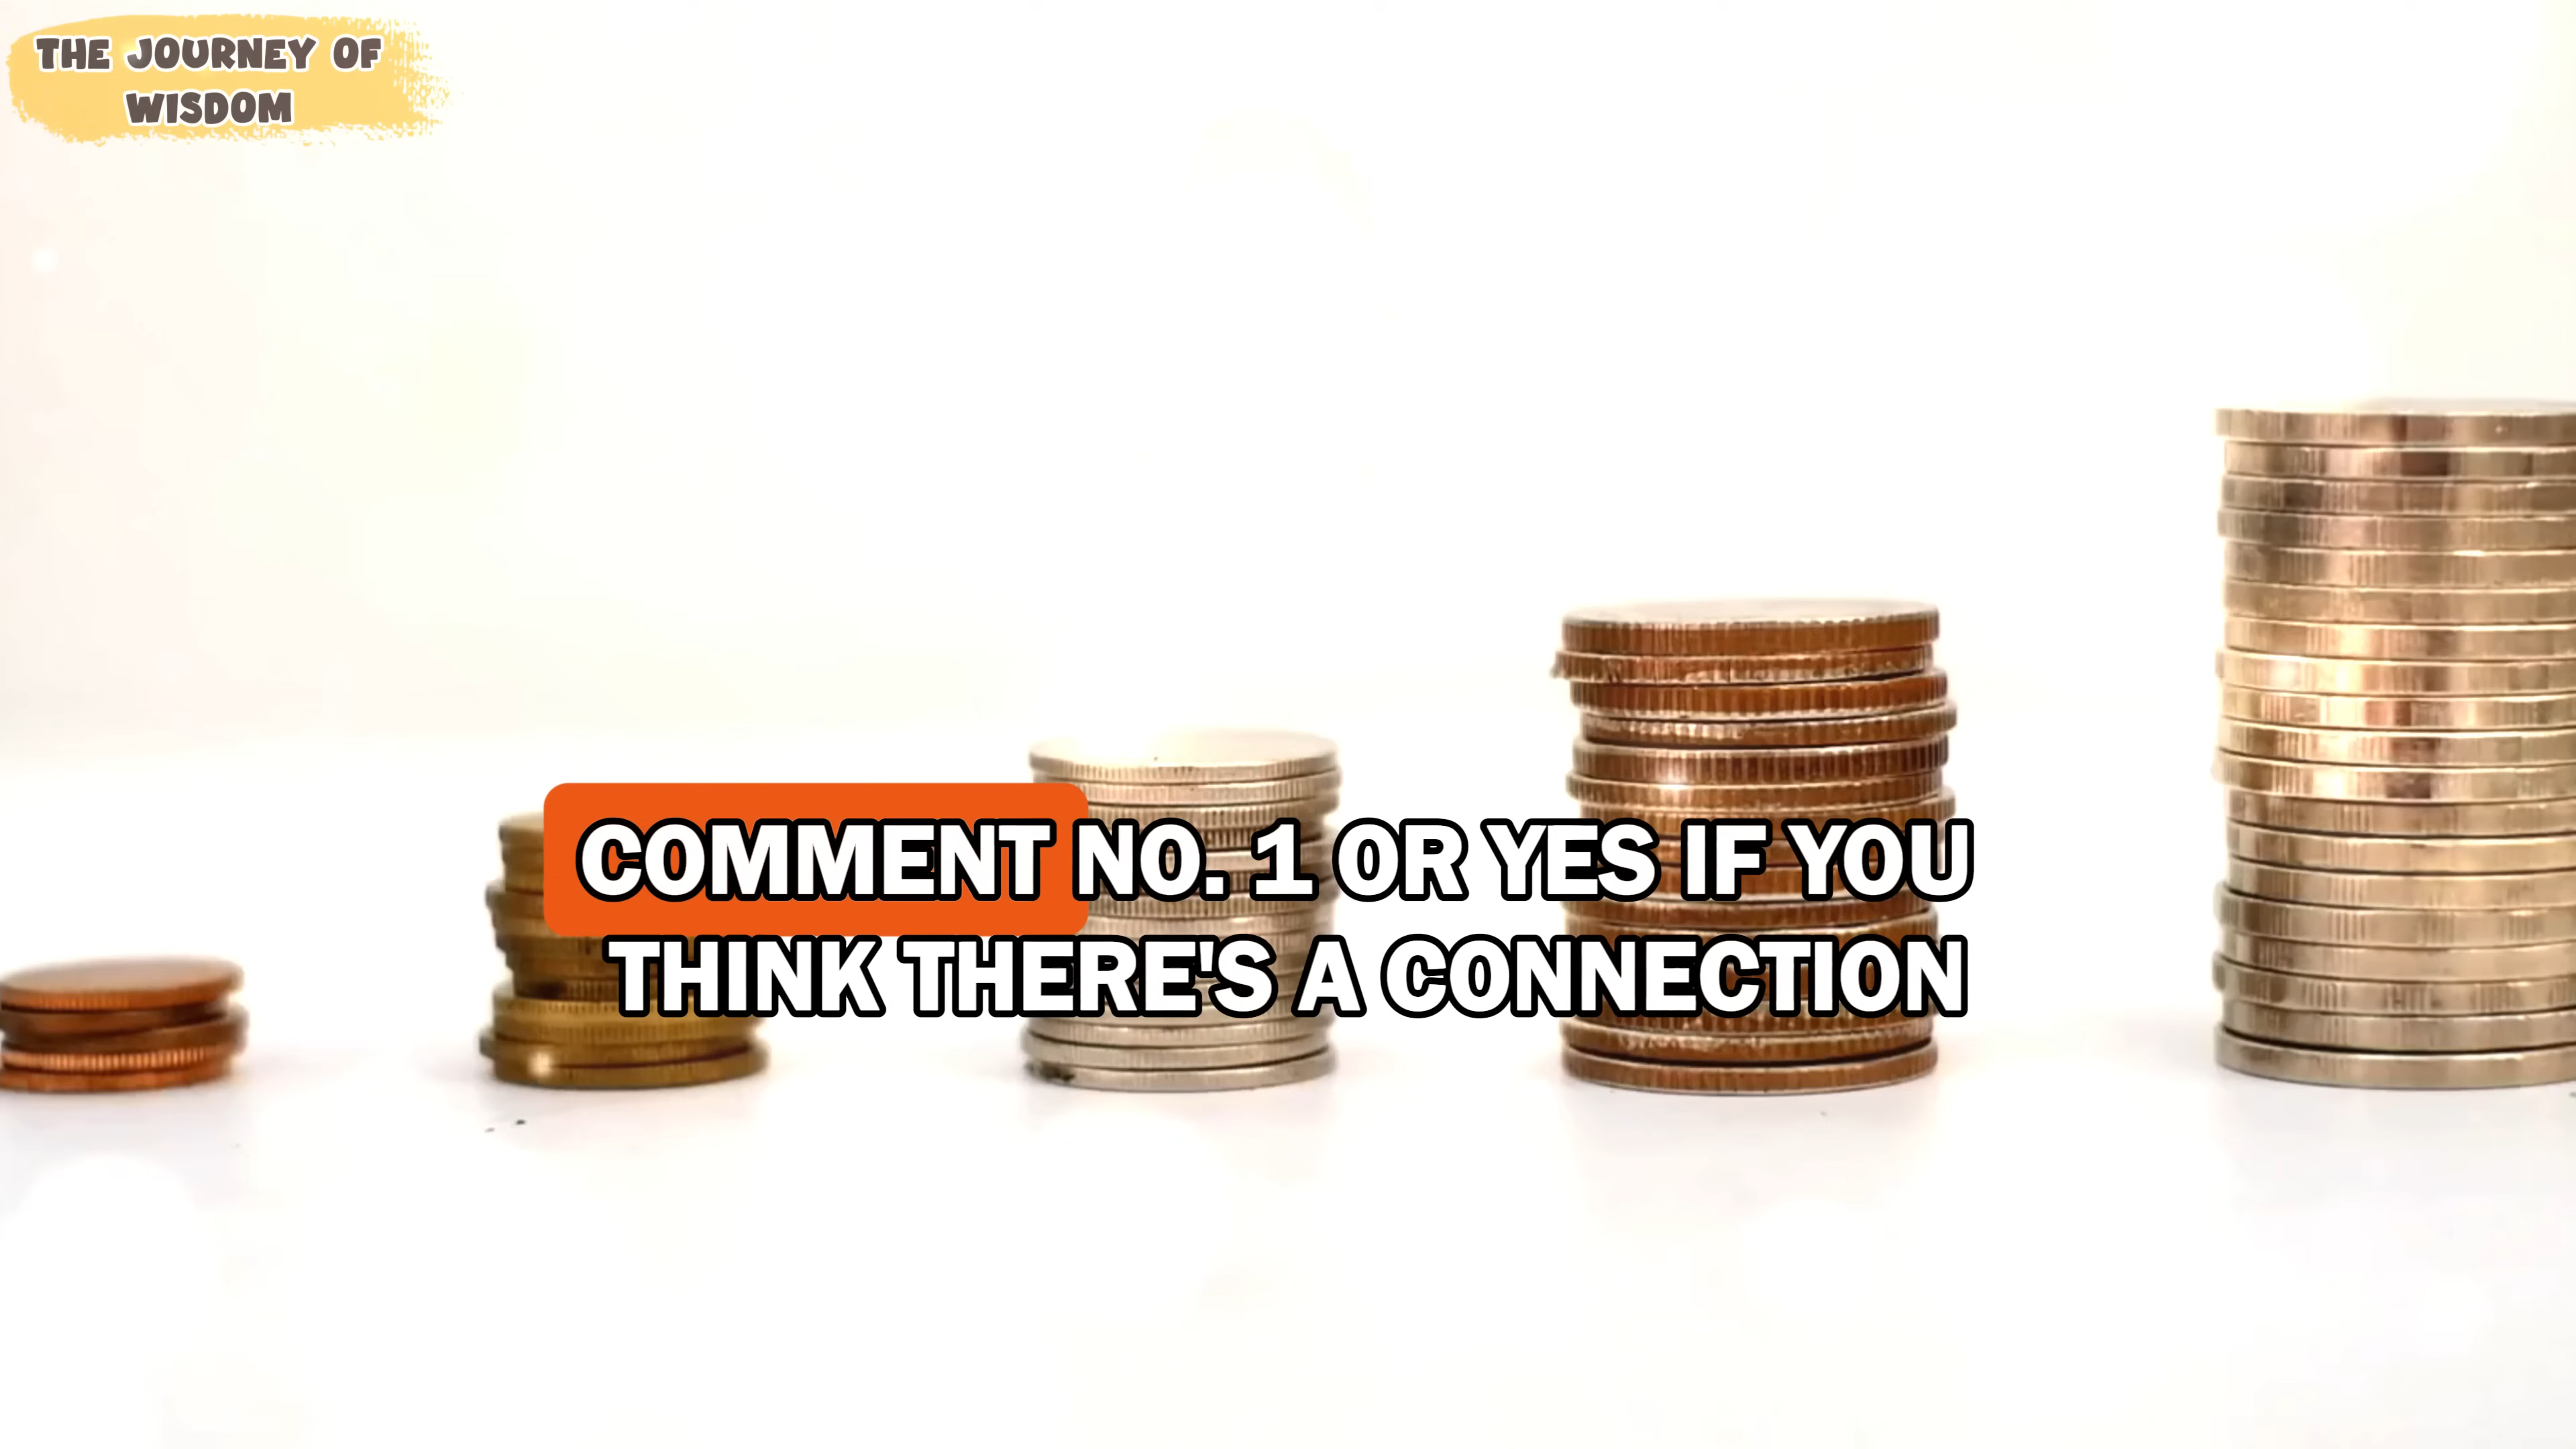 THE JOURNEY OF
WISDOM
COMMENT NO. 1 OR YES IF YOU
THINK THERE'S A CONNECTION